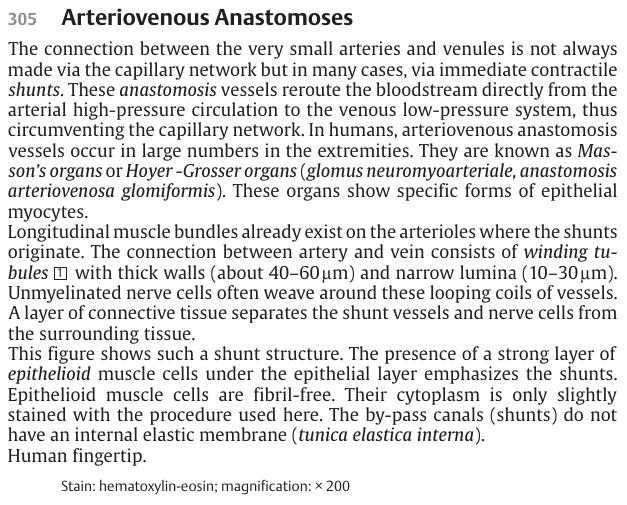 305 Arteriovenous Anastomoses
The connection between the very small arteries and venules is not always
made via the capillary network but in many cases, via immediate contractile
shunts. These anastomosis vessels reroute the bloodstream directly from the
arterial high-pressure circulation to the venous low-pressure system, thus
circumventing the capillary network. In humans, arteriovenous anastomosis
vessels occur in large numbers in the extremities. They are known as Mas-
son's organs or Hoyer -Grosser organs (glomus neuromyoarteriale, anastomosis
arteriovenosa glomiformis). These organs show specific forms of epithelial
myocytes.
Longitudinal muscle bundles already exist on the arterioles where the shunts
originate. The connection between artery and vein consists of winding tu-
bules 1 with thick walls (about 40–60 μm) and narrow lumina (10–30 μm).
Unmyelinated nerve cells often weave around these looping coils of vessels.
A layer of connective tissue separates the shunt vessels and nerve cells from
the surrounding tissue.
This figure shows such a shunt structure. The presence of a strong layer of
epithelioid muscle cells under the epithelial layer emphasizes the shunts.
Epithelioid muscle cells are fibril-free. Their cytoplasm is only slightly
stained with the procedure used here. The by-pass canals (shunts) do not
have an internal elastic membrane (tunica elastica interna).
Human fingertip.
Stain: hematoxylin-eosin; magnification: × 200